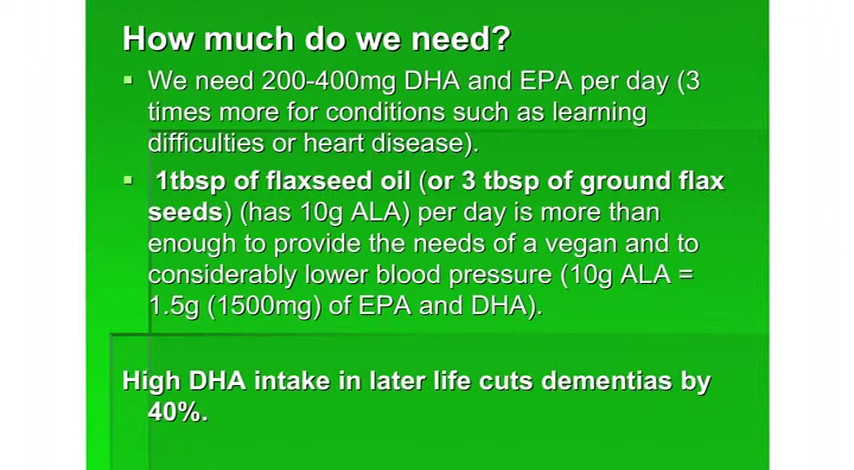 How much do we need?
We need 200-400mg DHA and EPA per day (3
times more for conditions such as learning
difficulties or heart disease).
1tbsp of flaxseed oil (or 3 tbsp of ground flax
seeds) (has 10g ALA) per day is more than
enough to provide the needs of a vegan and to
considerably lower blood pressure (10g ALA =
1.5g (1500mg) of EPA and DHA).
High DHA intake in later life cuts dementias by
40%.